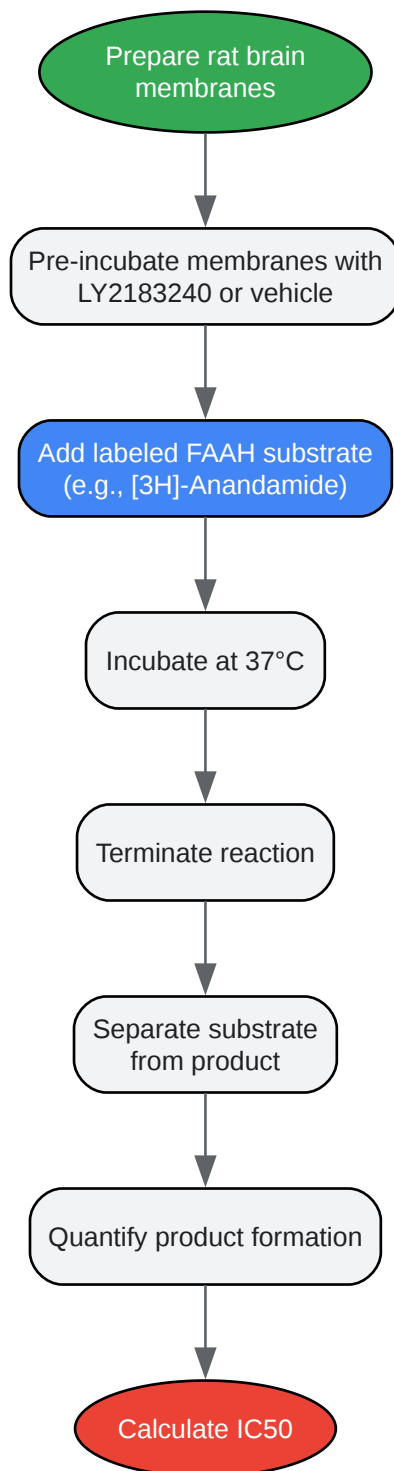 Prepare rat brain
membranes
Pre-incubate membranes with
LY2183240 or vehicle
Add labeled FAAH substrate
(e.g., [3H]-Anandamide)
Incubate at 37°C
Terminate reaction
Separate substrate
from product
Quantify product formation
Calculate IC50